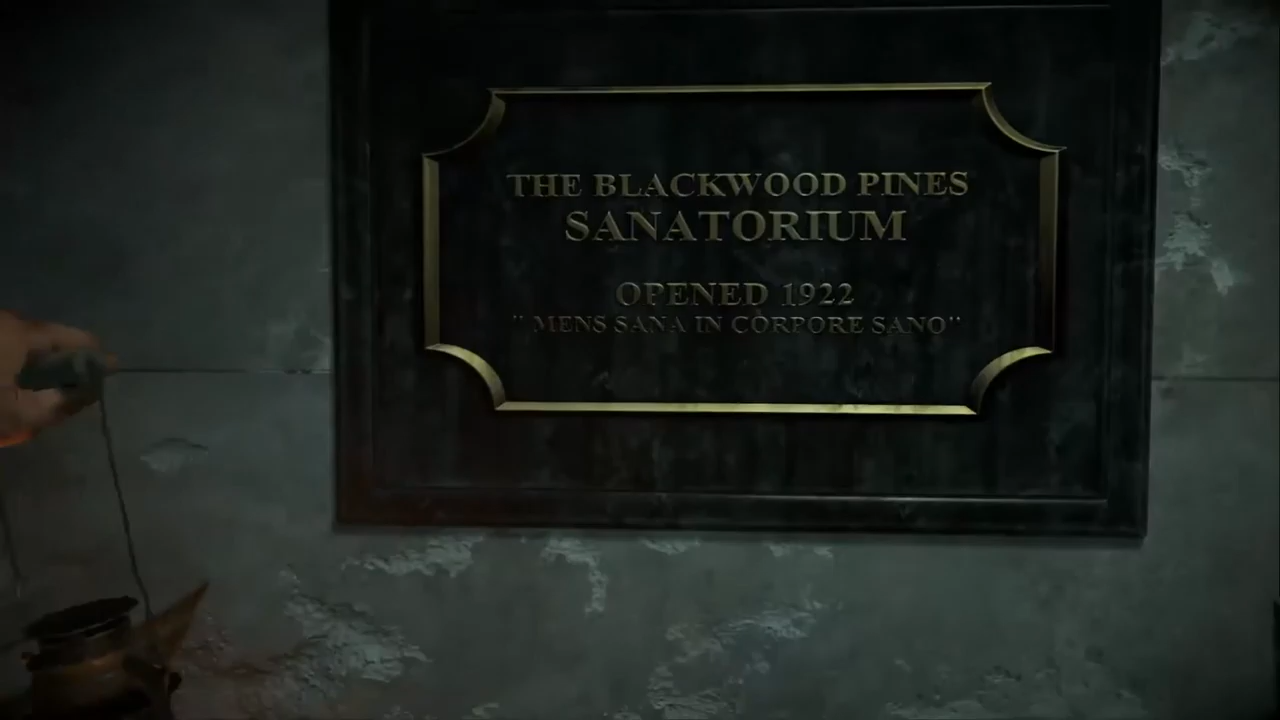 THE BLACKWOOD PINES
SANATORIUM
OPENED 1922
" MENS SANA IN CORPORE SANO"